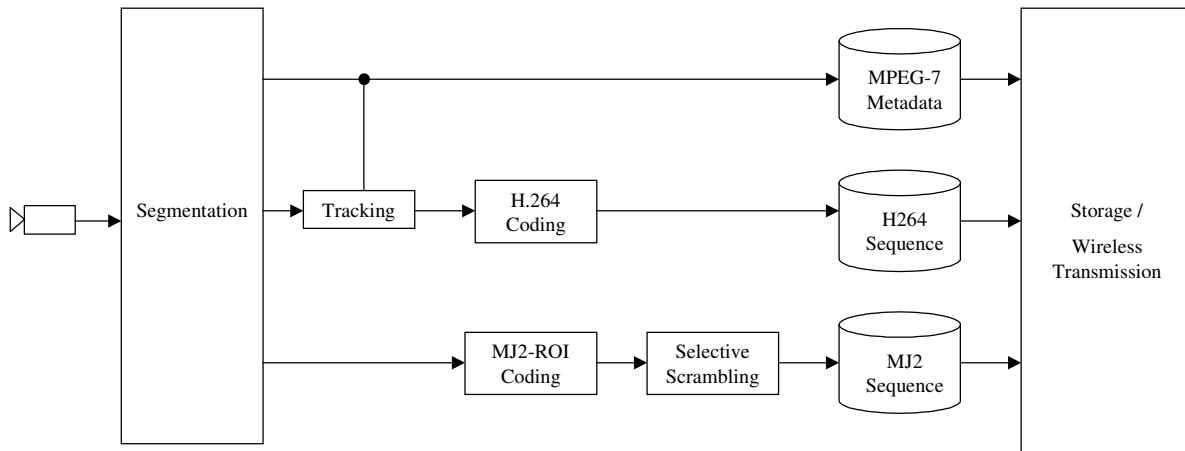 Segmentation
Tracking
H.264
Coding
MJ2-ROI
Coding
Selective
Scrambling
MPEG-7
Metadata
H264
Sequence
MJ2
Sequence
Storage /
Wireless
Transmission